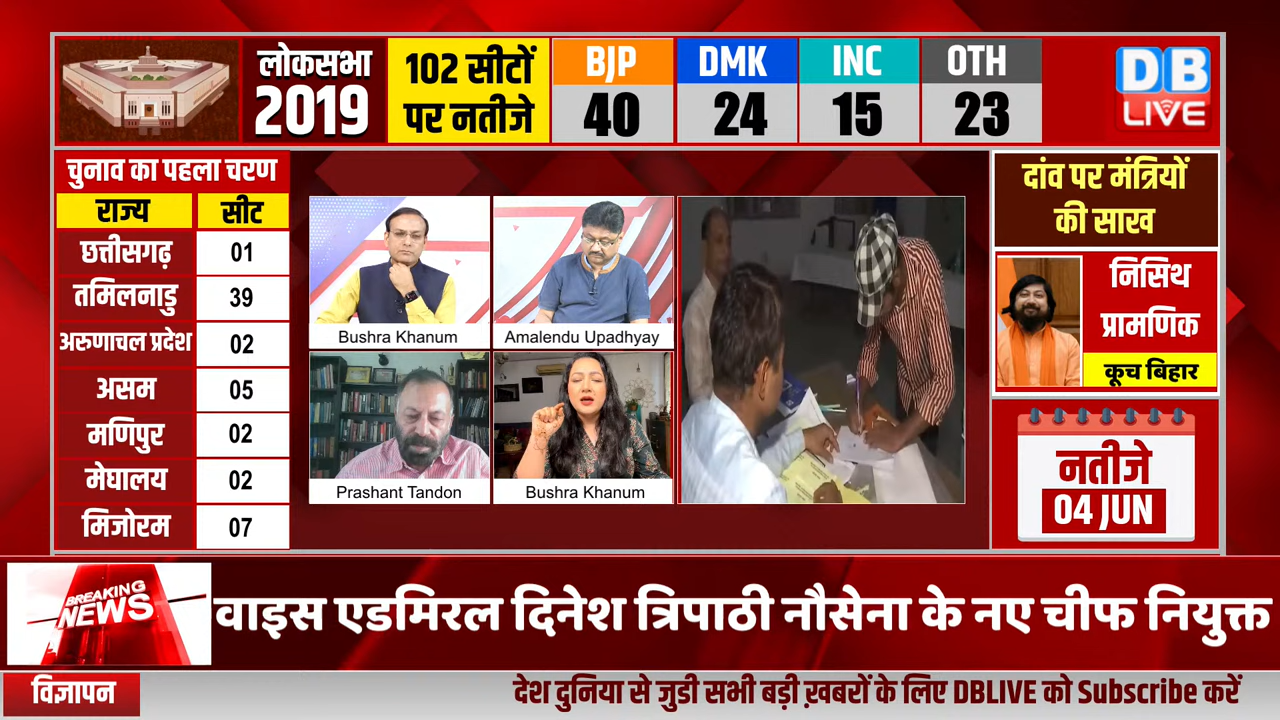 लोकसभा
2019
102 सीटों
पर नतीजे
BJP
40
DMK
24
INC
15
OTH
23
DB
LIVE
चुनाव का पहला चरण
राज्य सीट
छत्तीसगढ़ 01
तमिलनाडु 39
अरुणाचल प्रदेश 02
असम 05
मणिपुर 02
मेघालय 02
मिजोरम 07
Bushra Khanum
Amalendu Upadhyay
Prashant Tandon
Bushra Khanum
दांव पर मंत्रियों
की साख
निसिथ
प्रामणिक
कूच बिहार
नतीजे
04 JUN
BREAKING
NEWS
वाइस एडमिरल दिनेश त्रिपाठी नौसेना के नए चीफ नियुक्त
विज्ञापन
देश दुनिया से जुडी सभी बड़ी ख़बरों के लिए DBLIVE को Subscribe करें